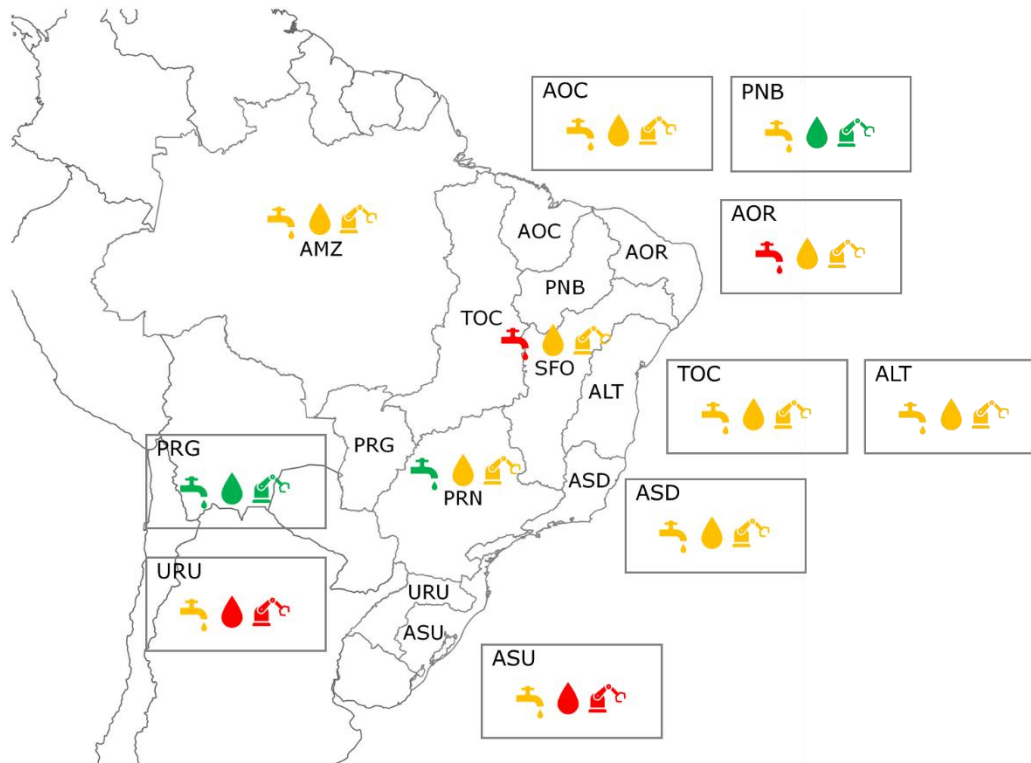 AOC
PNB
AOR
AMZ
AOC
AOR
PNB
TOC
SFO
TOC
ALT
ALT
PRG
PRG
PRN
ASD
ASD
URU
URU
ASU
ASU